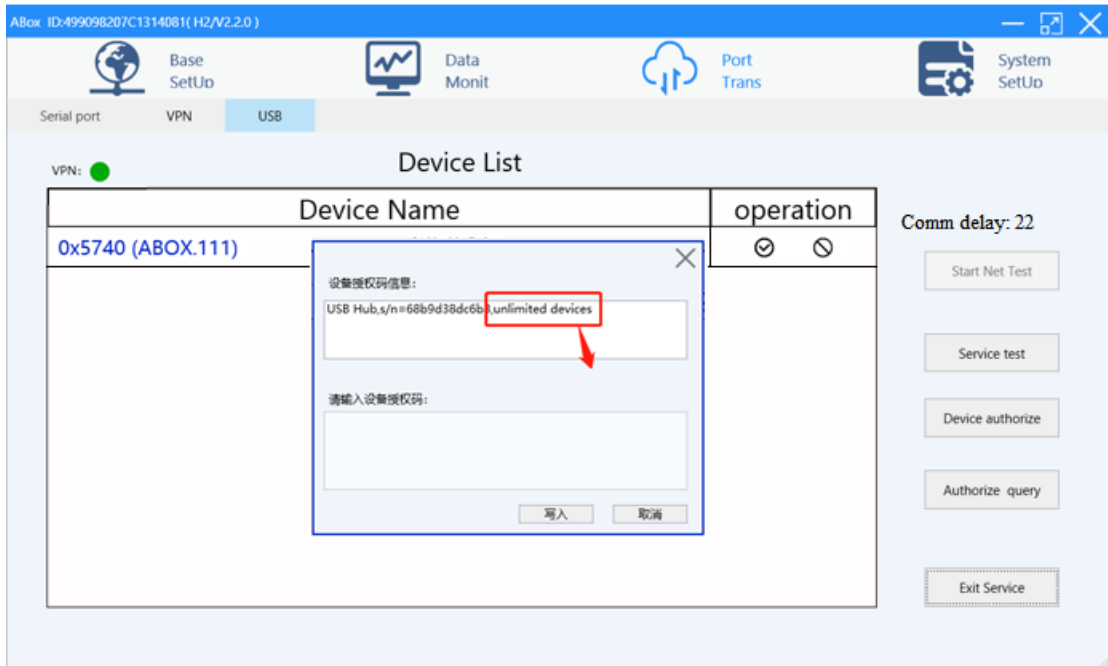 ABox ID:499098207C1314081( H2/V2.2.0 )
Base
SetUp
Data
Monit
Port
Trans
System
SetUp
Serial port VPN USB
VPN:
Device List
Device Name operation
Comm delay: 22
0x5740 (ABOX.111)
Start Net Test
设备授权码信息:
USB Hub,s/n=68b9d38dc6b3,unlimited devices
Service test
请输入设备授权码:
Device authorize
Authorize query
写入 取消
Exit Service